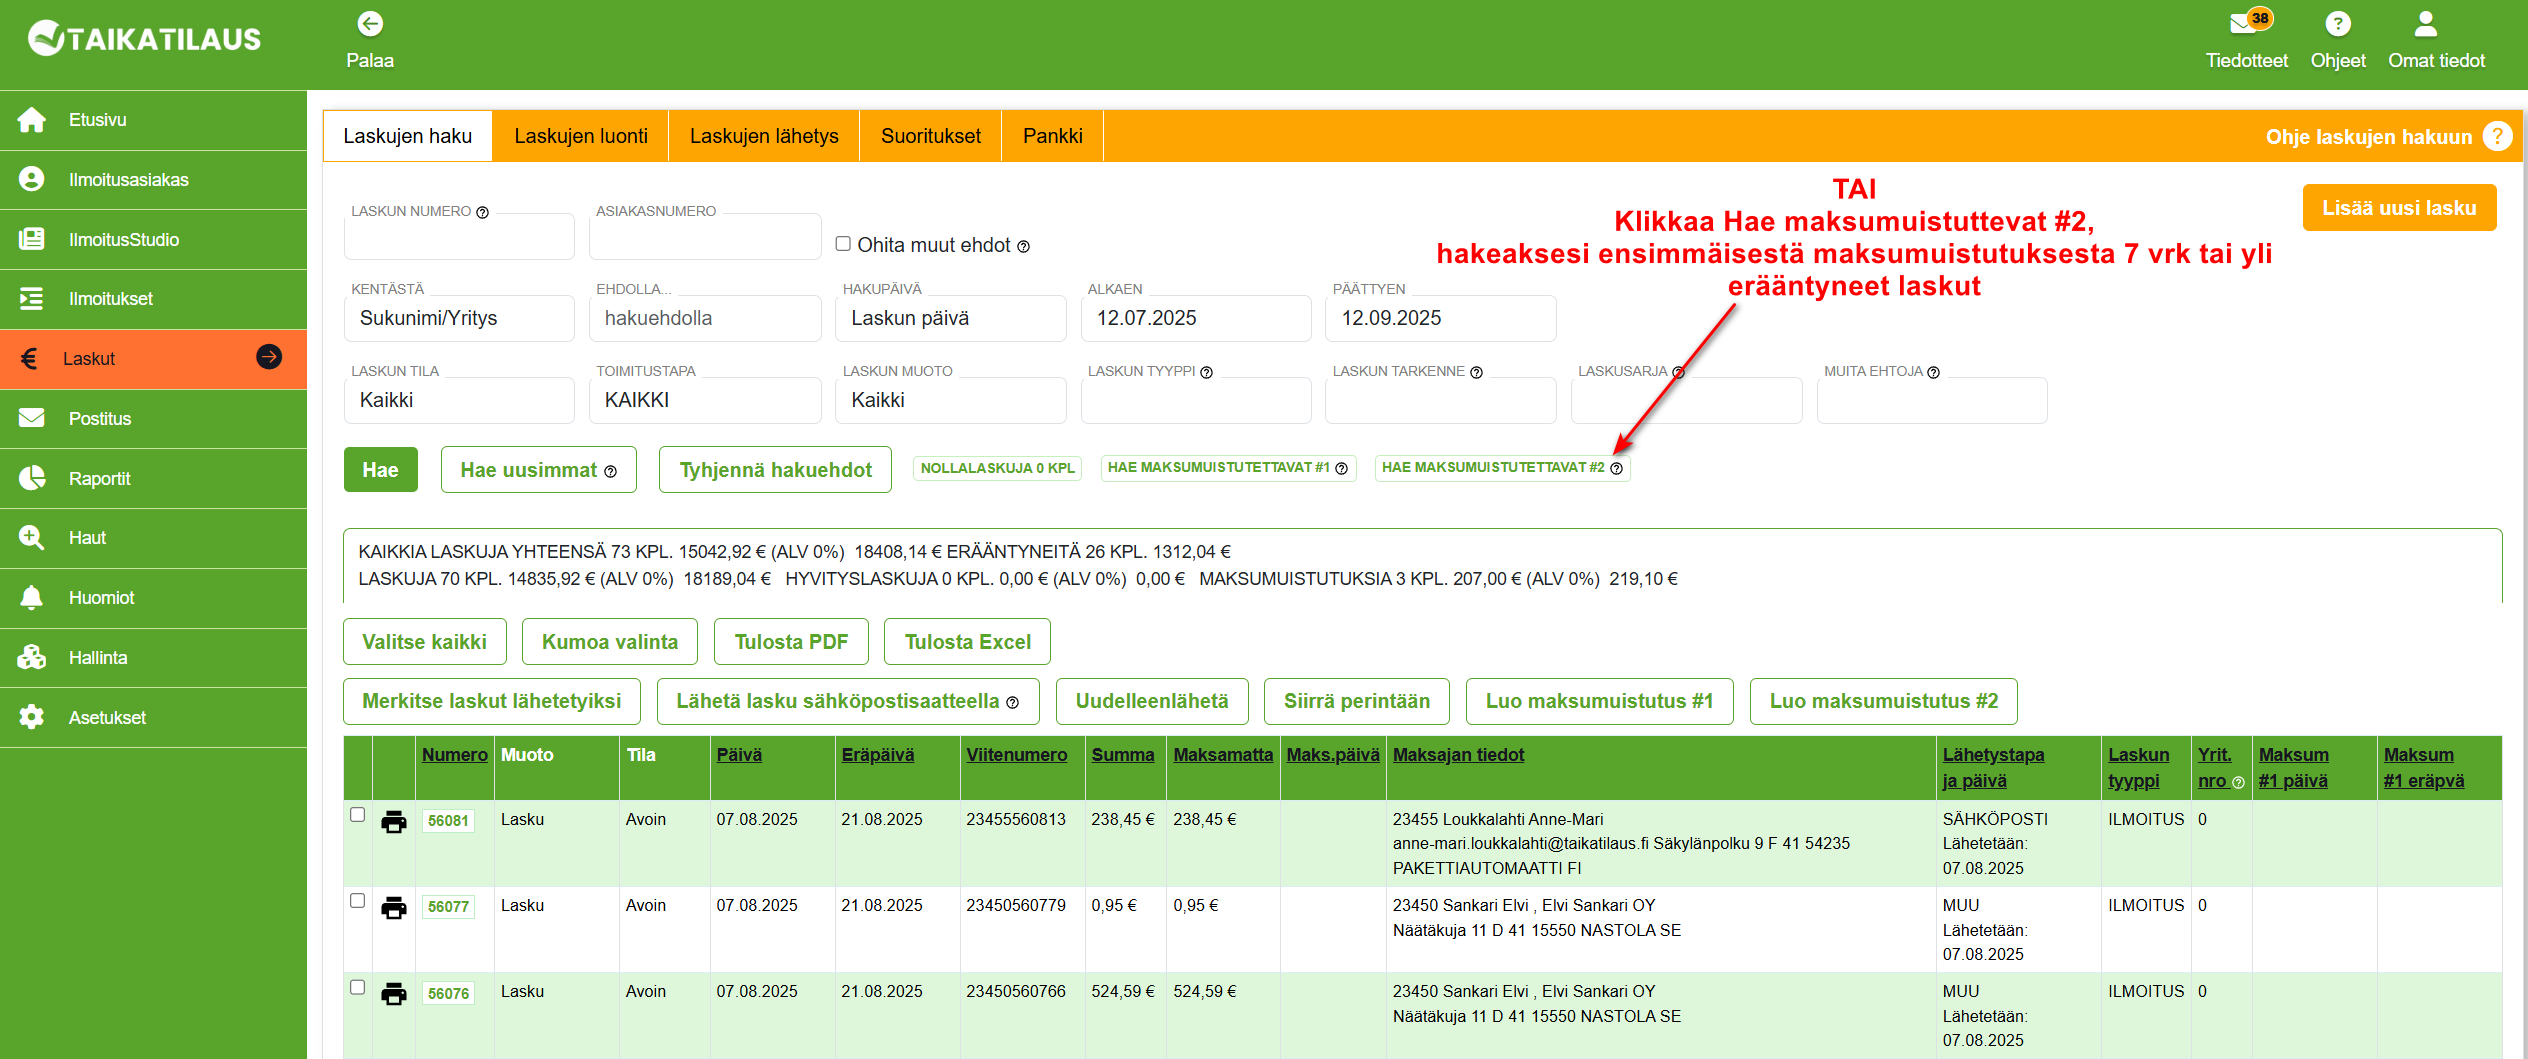 TAIKATILAUS
Palaa
38
Tiedotteet
Ohjeet
Omat tiedot
Etusivu
Ilmoitusasiakas
IlmoitusStudio
Ilmoitukset
Laskut
Postitus
Raportit
Haut
Huomiot
Hallinta
Asetukset
Laskujen haku
Laskujen luonti
Laskujen lähetys
Suoritukset
Pankki
Ohje laskujen hakuun ?
TAI
Klikkaa Hae maksumuistuttevat #2,
hakeaksesi ensimmäisestä maksumuistutuksesta 7 vrk tai yli
erääntyneet laskut
Lisää uusi lasku
LASKUN NUMERO
ASIAKASNUMERO
Ohita muut ehdot
KENTÄSTÄ
EHDOLLA...
HAKUPÄIVÄ
ALKAEN
PÄÄTTYEN
Sukunimi/Yritys
hakuehdolla
Laskun päivä
12.07.2025
12.09.2025
LASKUN TILA
TOIMITUSTAPA
LASKUN MUOTO
LASKUN TYYPPI
LASKUN TARKENNE
LASKUSARJA
MUITA EHTOJA
Kaikki
KAIKKI
Kaikki
Hae
Hae uusimmat
Tyhjennä hakuehdot
NOLLALASKUJA 0 KPL
HAE MAKSUMUISTUTETTAVAT #1
HAE MAKSUMUISTUTETTAVAT #2
KAIKKIA LASKUJA YHTEENSÄ 73 KPL. 15042,92 € (ALV 0%) 18408,14 € ERÄÄNTYNEITÄ 26 KPL. 1312,04 €
LASKUJA 70 KPL. 14835,92 € (ALV 0%) 18189,04 € HYVITYSLASKUJA 0 KPL. 0,00 € (ALV 0%) 0,00 € MAKSUMUISTUTUKSIA 3 KPL. 207,00 € (ALV 0%) 219,10 €
Valitse kaikki
Kumoa valinta
Tulosta PDF
Tulosta Excel
Merkitse laskut lähetetyiksi
Lähetä lasku sähköpostisaatteella
Uudelleenlähetä
Siirrä perintään
Luo maksumuistutus #1
Luo maksumuistutus #2
Numero Muoto Tila Päivä Eräpäivä Viitenumero Summa Maksamatta Maks.päivä Maksajan tiedot Lähetystapa Laskun Yrit. Maksum Maksum
ja päivä tyyppi nro #1 päivä #1 eräpvä
56081 Lasku Avoin 07.08.2025 21.08.2025 23455560813 238,45 € 238,45 € 23455 Loukkalahti Anne-Mari SÄHKÖPOSTI ILMOITUS 0
anne-mari.loukkalahti@taikatilaus.fi Säkylänpolku 9 F 41 54235 Lähetetään:
PAKETTIAUTOMAATTI FI 07.08.2025
56077 Lasku Avoin 07.08.2025 21.08.2025 23450560779 0,95 € 0,95 € 23450 Sankari Elvi , Elvi Sankari OY MUU ILMOITUS 0
Näätäkuja 11 D 41 15550 NASTOLA SE Lähetetään:
07.08.2025
56076 Lasku Avoin 07.08.2025 21.08.2025 23450560766 524,59 € 524,59 € 23450 Sankari Elvi , Elvi Sankari OY MUU ILMOITUS 0
Näätäkuja 11 D 41 15550 NASTOLA SE Lähetetään:
07.08.2025